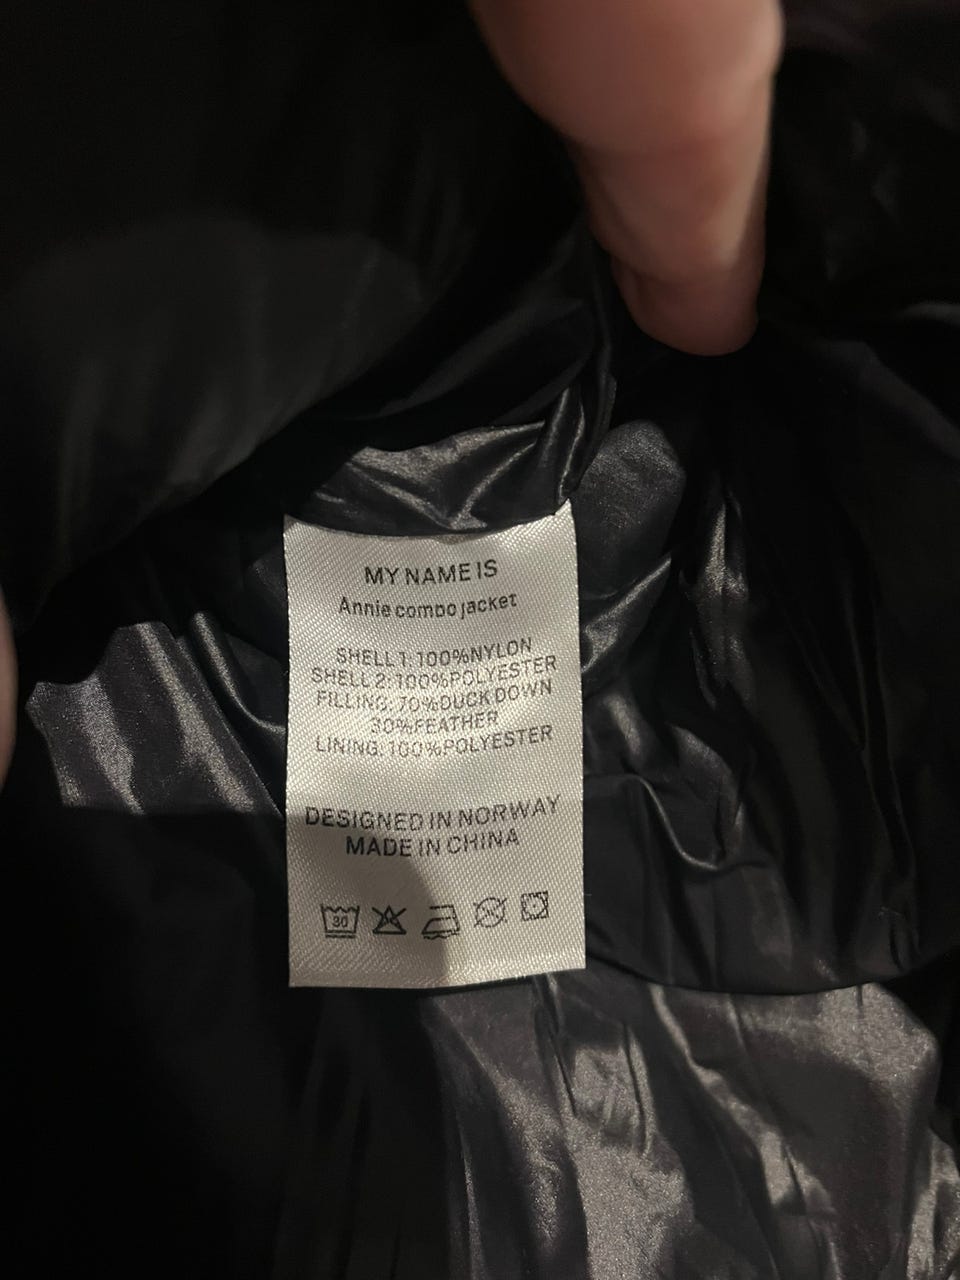 MY NAME IS
Annie combo jacket
SHELL 1: 100%NYLON
SHELL 2: 100%POLYESTER
FILLING: 70%DUCK DOWN
30%FEATHER
LINING: 100%POLYESTER
DESIGNED IN NORWAY
MADE IN CHINA
30